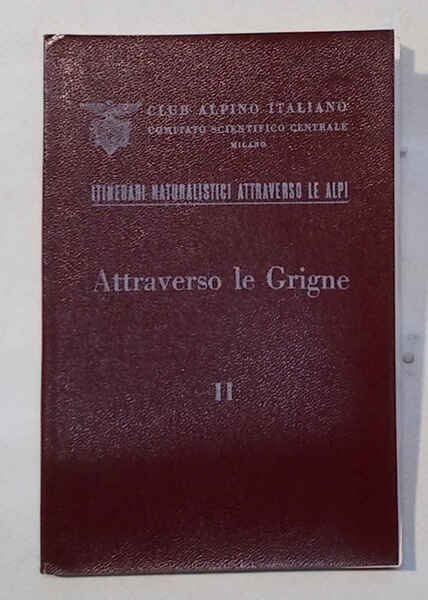 CLUB ALPINO ITALIANO
COMITATO SCIENTIFICO CENTRALE
MILANO
ITINERARI NATURALISTICI ATTRAVERSO LE ALPI
Attraverso le Grigne
II